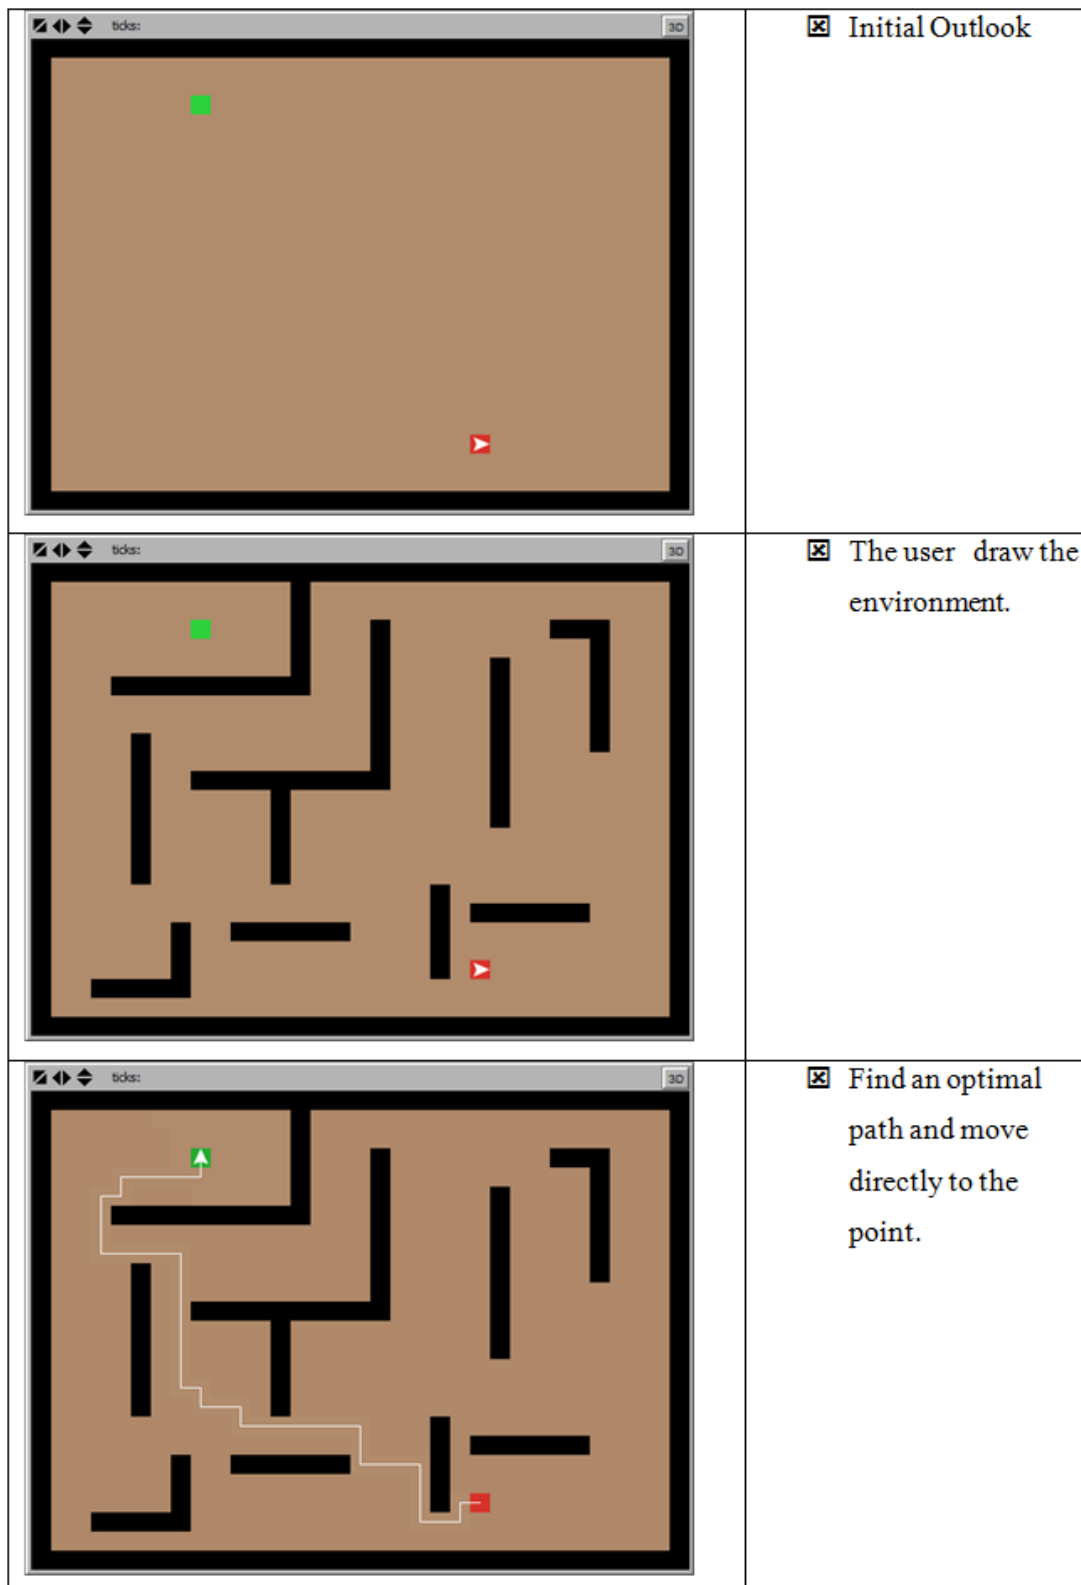 ticks:
3D
Initial Outlook
ticks:
3D
The user draw the
environment.
ticks:
3D
Find an optimal
path and move
directly to the
point.